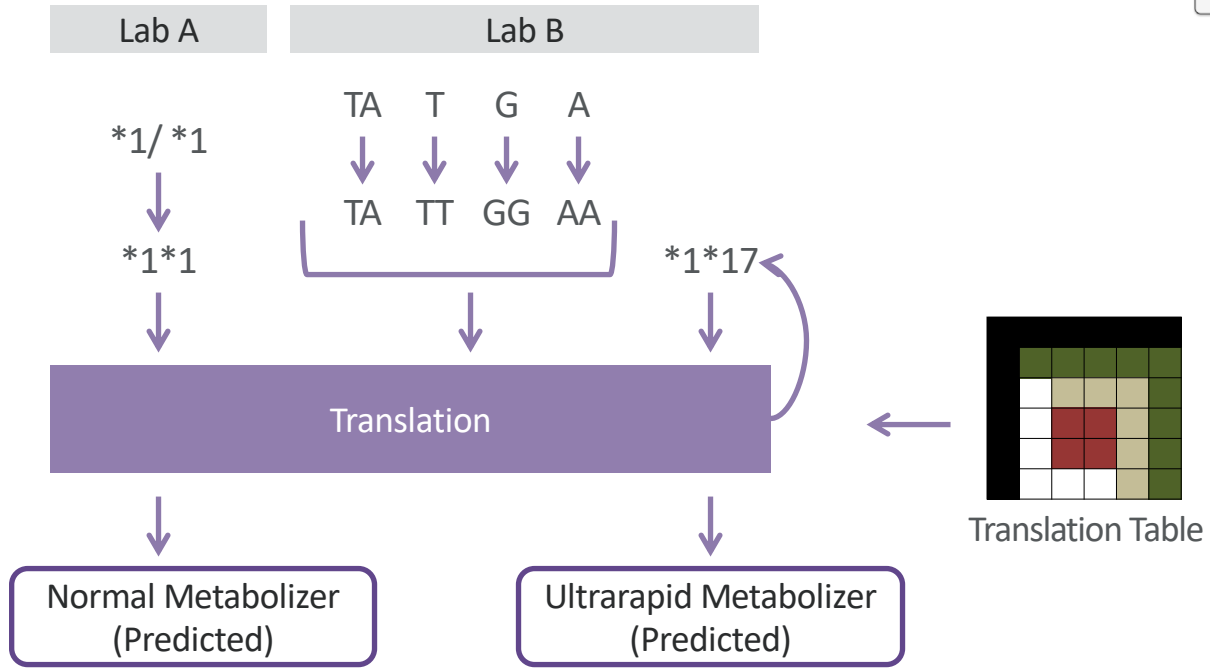 Lab A
Lab B
TA T G A
*1/ *1
TA TT GG AA
*1*1
*1*17
Translation
Translation Table
Normal Metabolizer
(Predicted)
Ultrarapid Metabolizer
(Predicted)